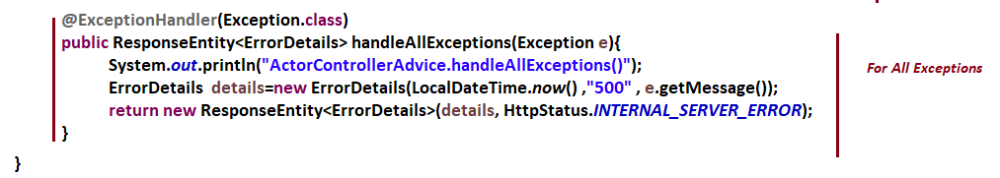 @ExceptionHandler(Exception.class)
public ResponseEntity<ErrorDetails> handleAllExceptions(Exception e){
System.out.println("ActorControllerAdvice.handleAllExceptions()");
ErrorDetails details=new ErrorDetails(LocalDateTime.now() ,"500" , e.getMessage());
For All Exceptions
return new ResponseEntity<ErrorDetails>(details, HttpStatus.INTERNAL_SERVER_ERROR);
}
}